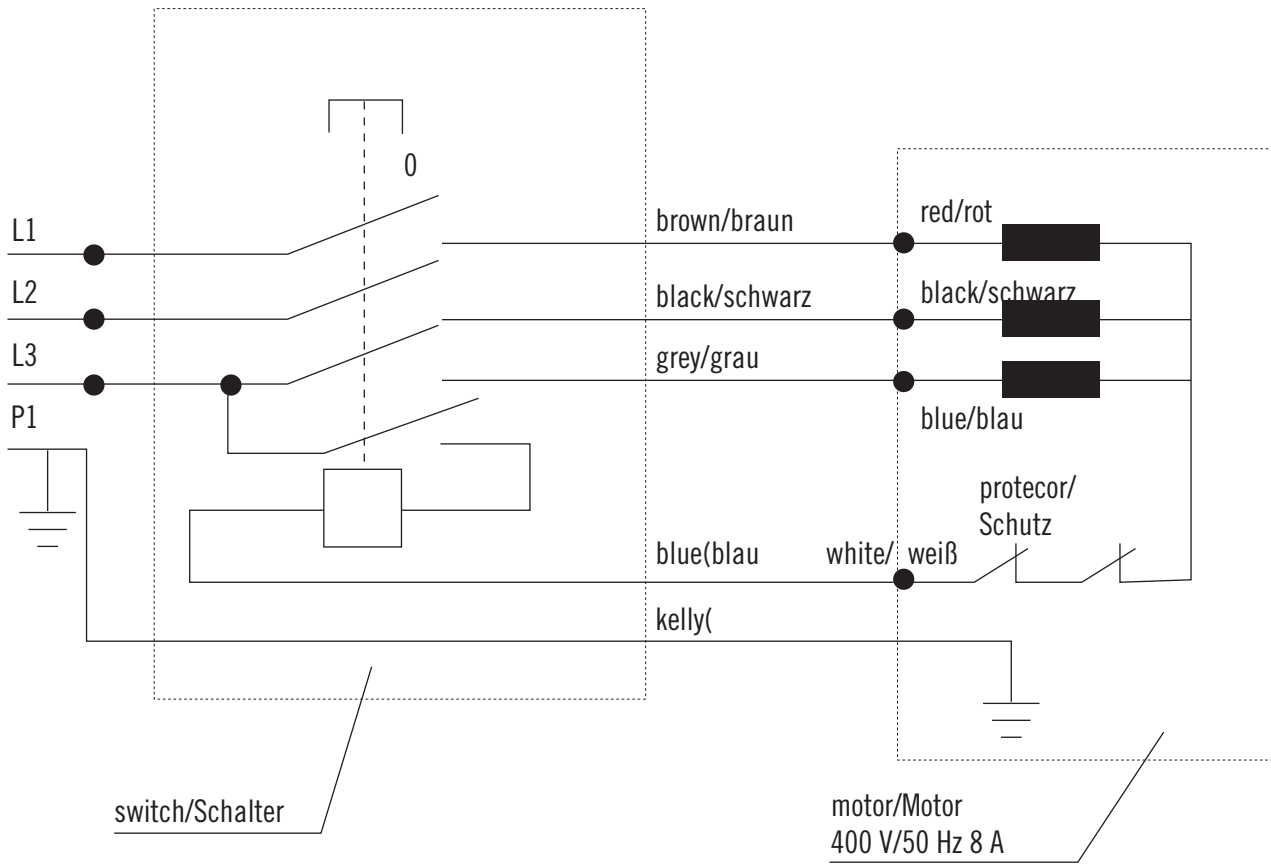 0
L1
brown/braun
red/rot
L2
black/schwarz
black/schwarz
L3
grey/grau
P1
blue/blau
protecor/
Schutz
blue(blau
white/ weiß
kelly(
switch/Schalter
motor/Motor
400 V/50 Hz 8 A